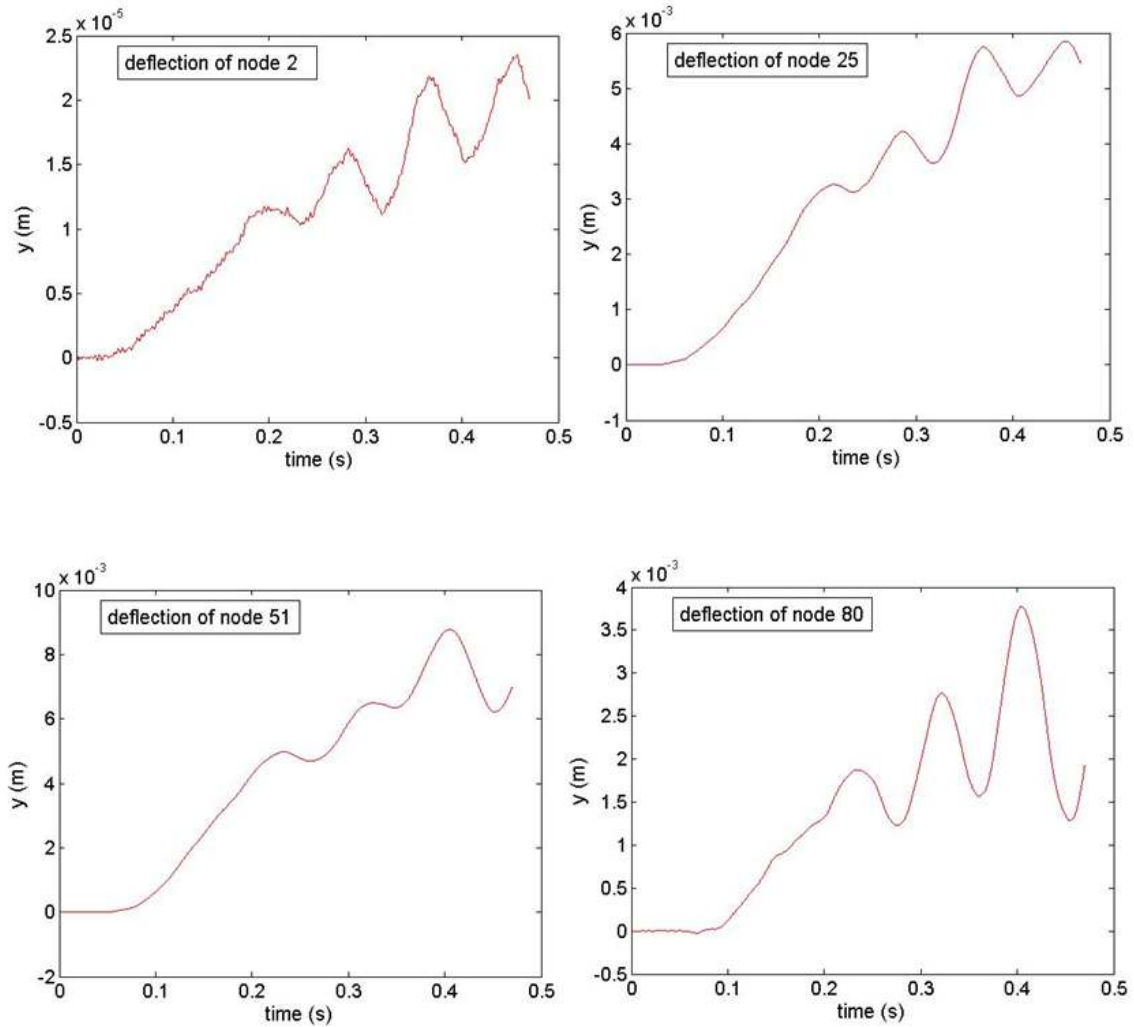 x 10-5
2.5
2
1.5
1
0.5
0
-0.5
y (m)
deflection of node 2
0 0.1 0.2 0.3 0.4 0.5
time (s)
x 10-3
6
5
4
3
2
1
0
-1
y (m)
deflection of node 25
0 0.1 0.2 0.3 0.4 0.5
time (s)
x 10-3
10
8
6
4
2
0
-2
y (m)
deflection of node 51
0 0.1 0.2 0.3 0.4 0.5
time (s)
x 10-3
4
3.5
3
2.5
2
1.5
1
0.5
0
-0.5
y (m)
deflection of node 80
0 0.1 0.2 0.3 0.4 0.5
time (s)